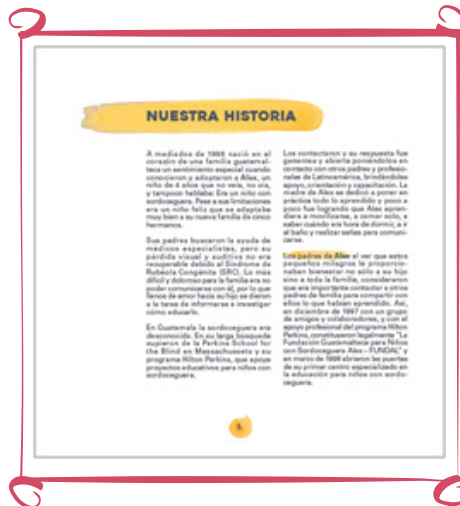 NUESTRA HISTORIA
A mediados de 1996 nació en el
corazón de una familia guatemal-
teca un sentimiento especial cuando
conocieron y adoptaron a Alex, un
niño de 4 años que no veía, no oía,
y tampoco hablaba: Era un niño con
sordoceguera. Pese a sus limitaciones
era un niño feliz que se adaptaba
muy bien a su nueva familia de cinco
hermanos.
Sus padres buscaron la ayuda de
médicos especialistas, pero su
pérdida visual y auditiva no era
recuperable debido al Síndrome de
Rubéola Congénita (SRC). Lo más
difícil y doloroso para la familia era no
poder comunicarse con él, por lo que
llenos de amor hacia su hijo se dieron
a la tarea de informarse e investigar
cómo educarlo.
En Guatemala la sordoceguera era
desconocida. En su larga búsqueda
supieron de la Perkins School for
the Blind en Massachussets y su
programa Hilton Perkins, que apoya
proyectos educativos para niños con
sordoceguera.
Los contactaron y su respuesta fue
generosa y abierta poniéndolos en
contacto con otros padres y profesio-
nales de Latinoamérica, brindándoles
apoyo, orientación y capacitación. La
madre de Alex se dedicó a poner en
práctica todo lo aprendido y poco a
poco fue logrando que Alex apren-
diera a movilizarse, a comer solo, a
saber cuándo era hora de dormir, a ir
al baño y realizar señas para comuni-
carse.
Los padres de Alex al ver que estos
pequeños milagros le proporcio-
naban bienestar no sólo a su hijo
sino a toda la familia, consideraron
que era importante contactar a otros
padres de familia para compartir con
ellos lo que habían aprendido. Así,
en diciembre de 1997 con un grupo
de amigos y colaboradores, y con el
apoyo profesional del programa Hilton
Perkins, constituyeron legalmente "La
Fundación Guatemalteca para Niños
con Sordoceguera Alex – FUNDAL" y
en marzo de 1998 abrieron las puertas
de su primer centro especializado en
la educación para niños con sordo-
ceguera.